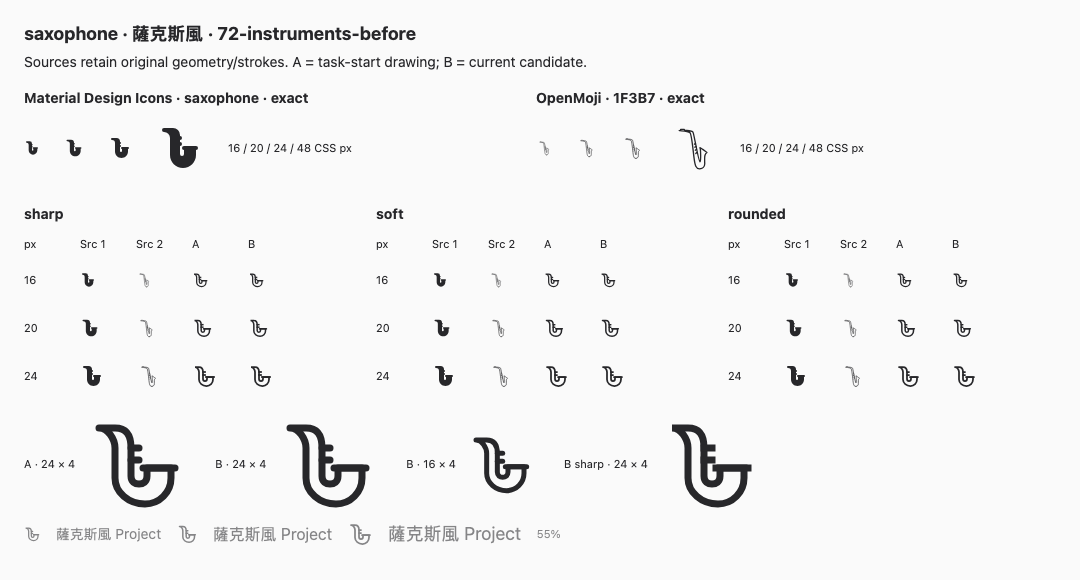 saxophone · 薩克斯風 · 72-instruments-before
Sources retain original geometry/strokes. A = task-start drawing; B = current candidate.
Material Design Icons · saxophone · exact
OpenMoji · 1F3B7 · exact
16 / 20 / 24 / 48 CSS px
16 / 20 / 24 / 48 CSS px
sharp
soft
rounded
px Src 1 Src 2 A B
px Src 1 Src 2 A B
px Src 1 Src 2 A B
16
16
16
20
20
20
24
24
24
A · 24 × 4
B · 24 × 4
B · 16 × 4
B sharp · 24 × 4
薩克斯風 Project
薩克斯風 Project
薩克斯風 Project
55%